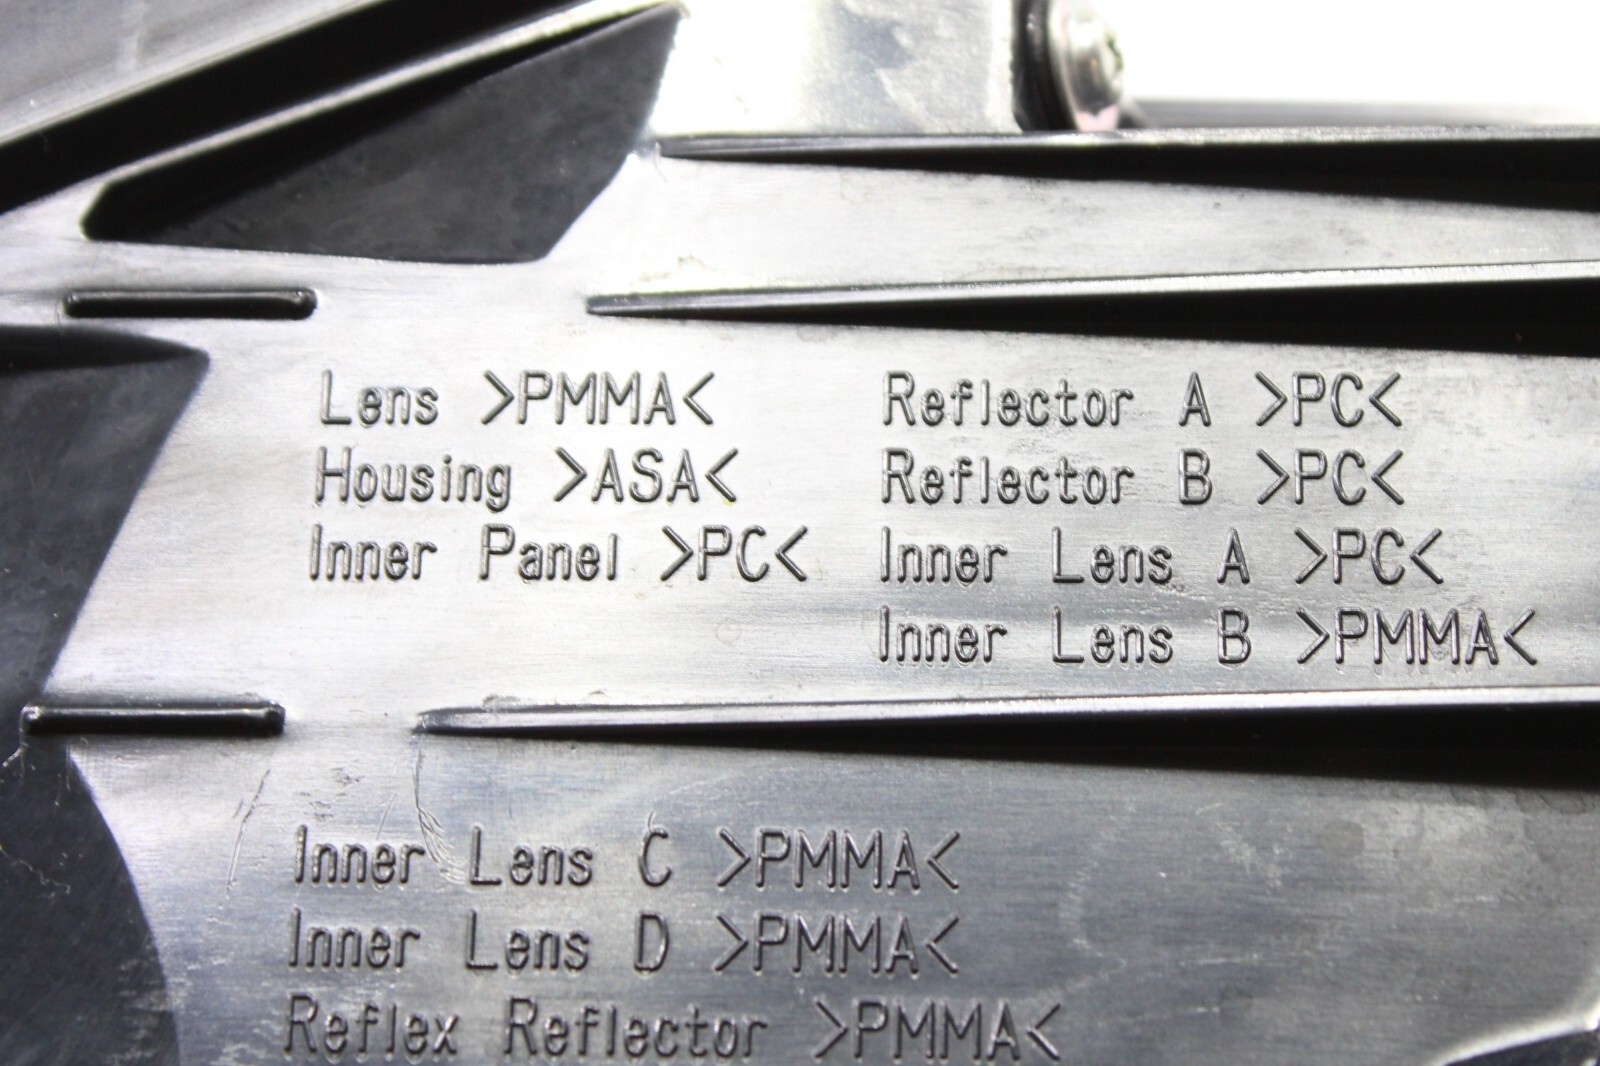 Lens >PMMA<
Housing >ASA<
Inner Panel >PC<
Reflector A >PC<
Reflector B >PC<
Inner Lens A >PC<
Inner Lens B >PMMA<
Inner Lens C >PMMA<
Inner Lens D >PMMA<
Reflex Reflector >PMMA<